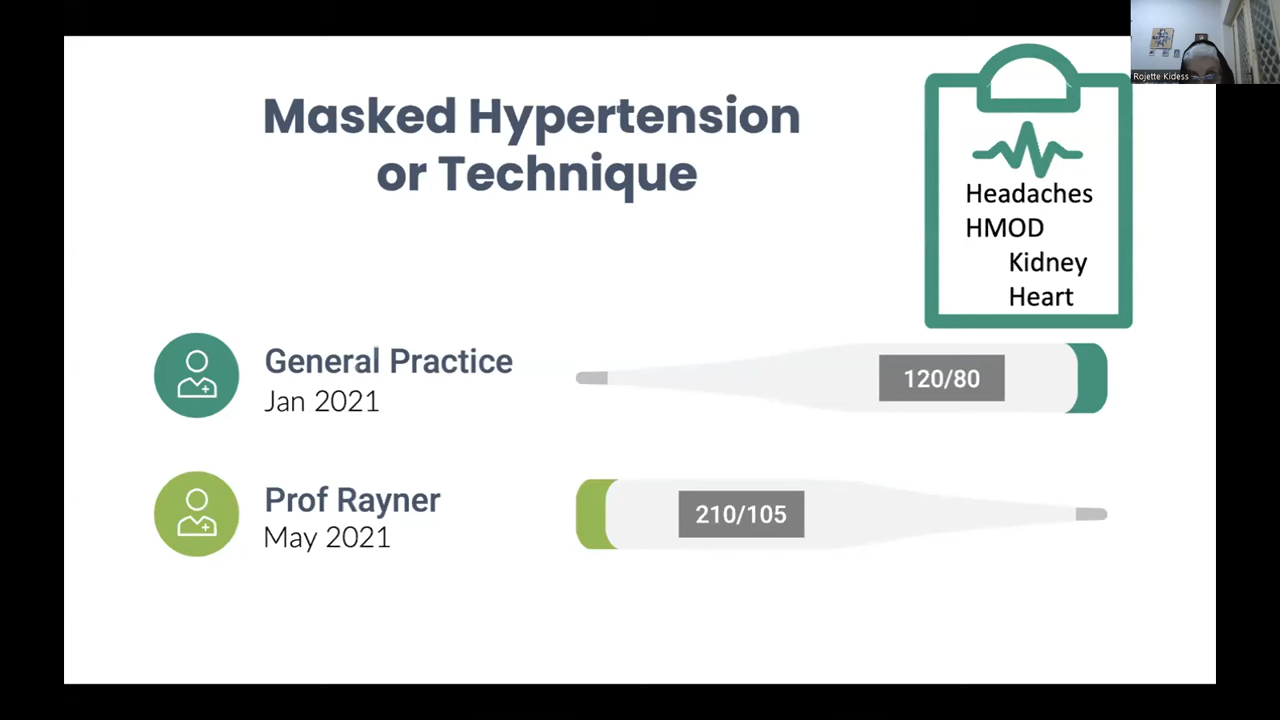 Masked Hypertension
or Technique
Rojette Kidess
Headaches
HMOD
Kidney
Heart
General Practice
Jan 2021
120/80
Prof Rayner
May 2021
210/105